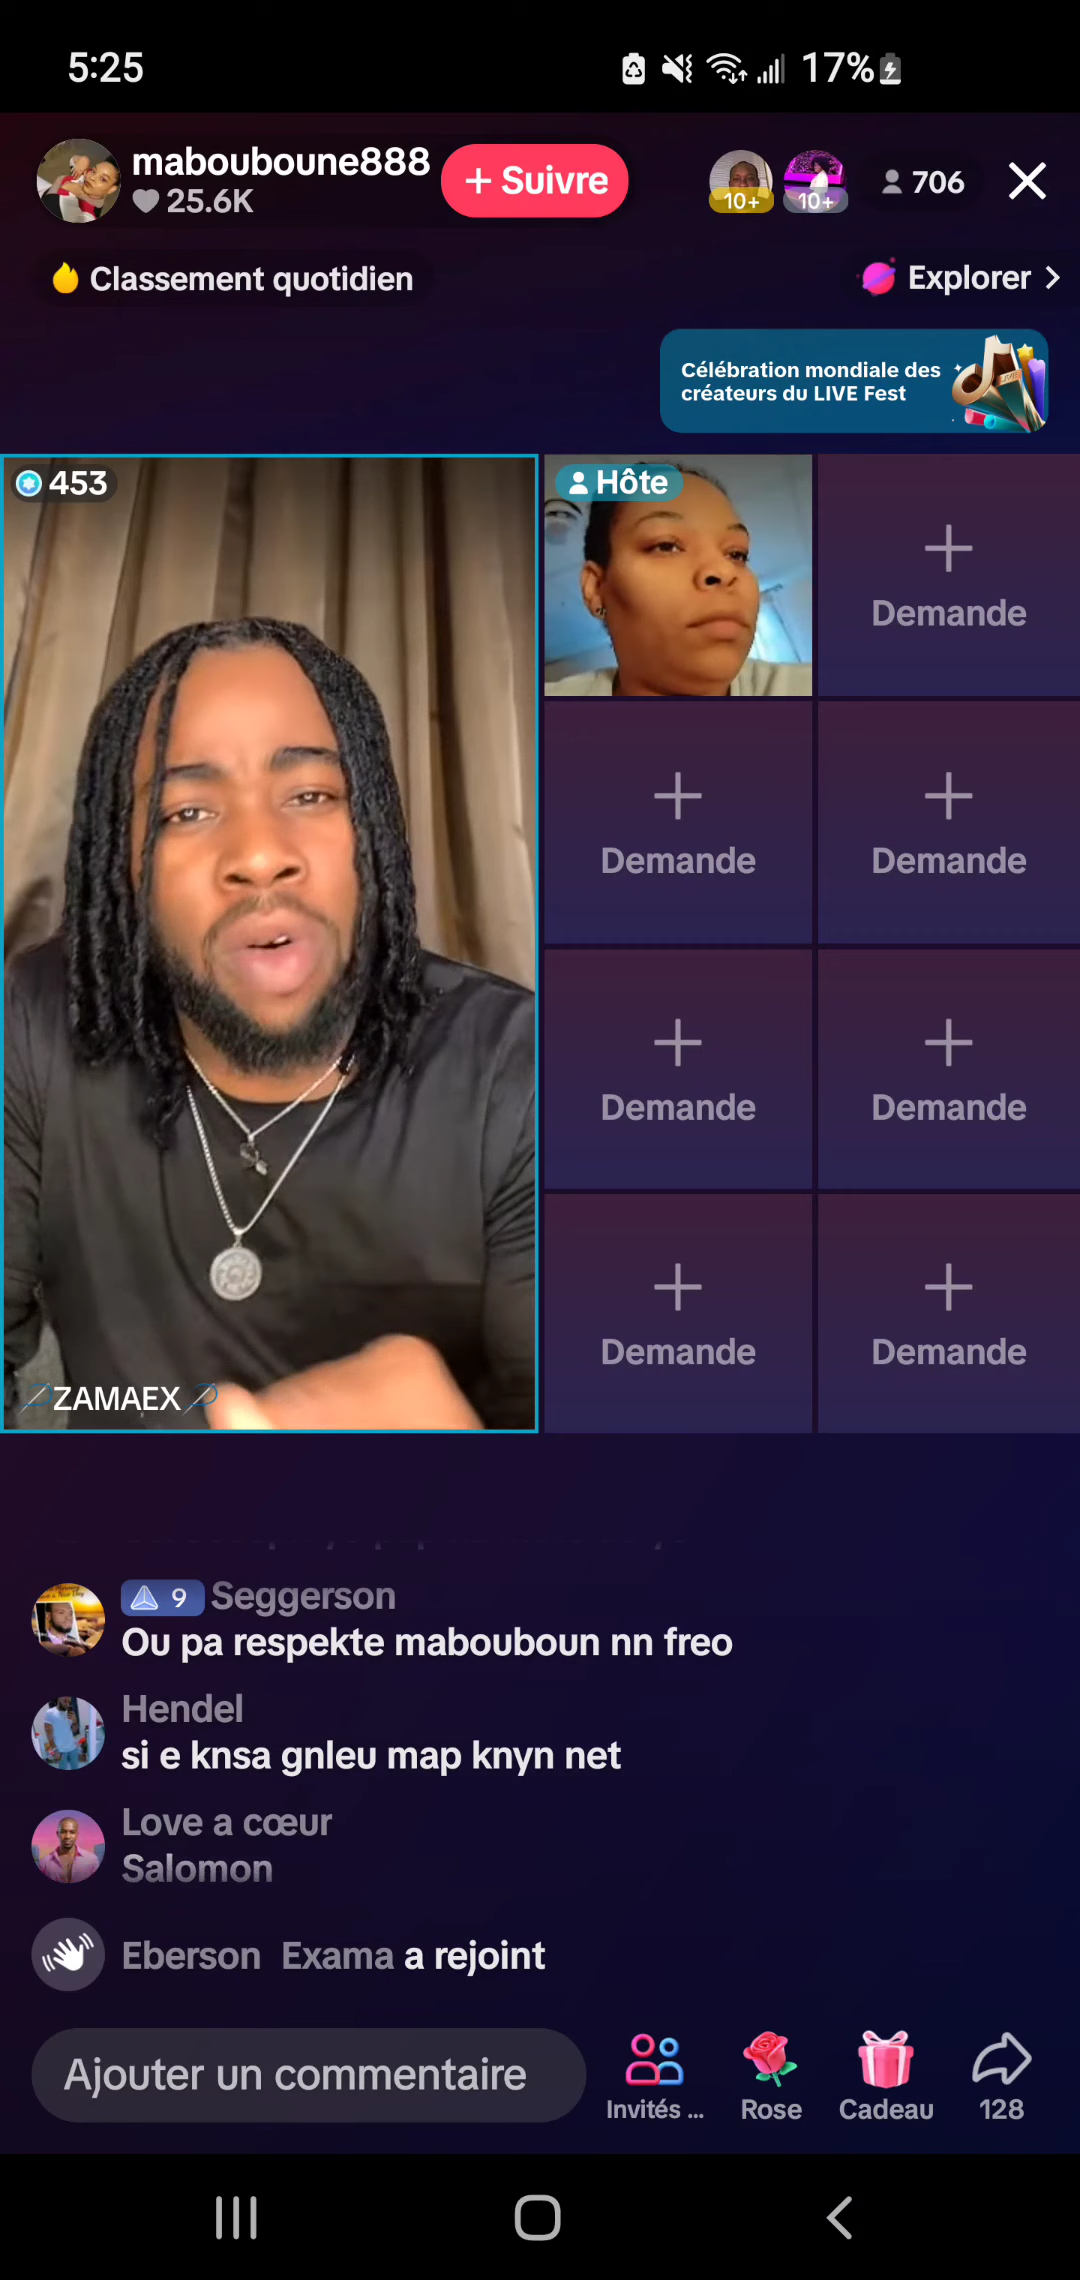 5:25
17%
mabouboune888
25.6K
+ Suivre
10+
10+
706
Classement quotidien
Explorer
Célébration mondiale des
créateurs du LIVE Fest
453
Hôte
Demande
Demande
Demande
Demande
Demande
Demande
Demande
ZAMAEX
9 Seggerson
Ou pa respekte mabouboun nn freo
Hendel
si e knsa gnleu map knyn net
Love a cœur
Salomon
Eberson Exama a rejoint
Ajouter un commentaire
Invités ...
Rose
Cadeau
128